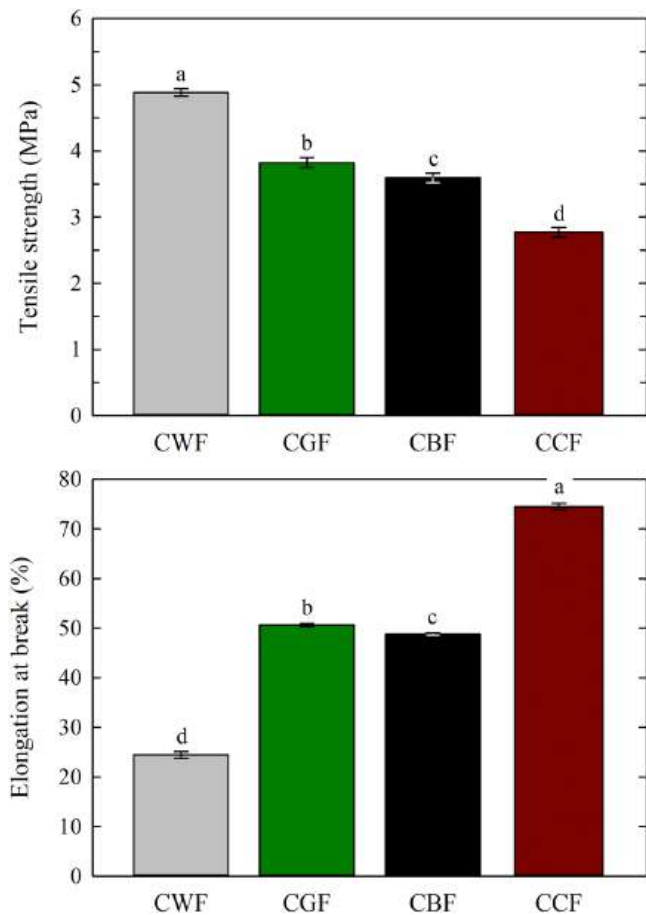 6
5
4
3
2
1
0
Tensile strength (MPa)
a
b
c
d
CWF CGF CBF CCF
80
70
60
50
40
30
20
10
0
Elongation at break (%)
d
b
c
a
CWF CGF CBF CCF